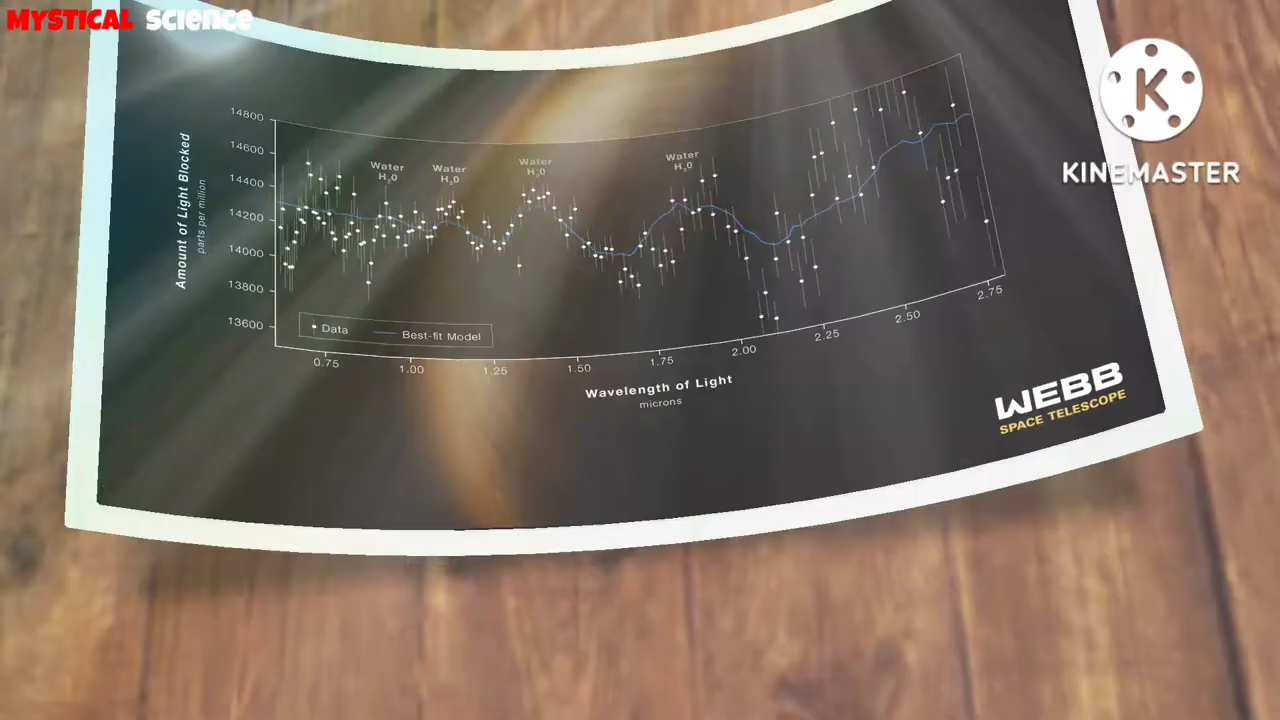 MYSTICAL SCIENCE
K
KINEMASTER
Amount of Light Blocked
parts per million
14800
14600
14400
14200
14000
13800
13600
Water
H2O
Water
H2O
Water
H2O
Water
H2O
Data
Best-fit Model
0.75
1.00
1.25
1.50
1.75
2.00
2.25
2.50
2.75
Wavelength of Light
microns
WEBB
SPACE TELESCOPE